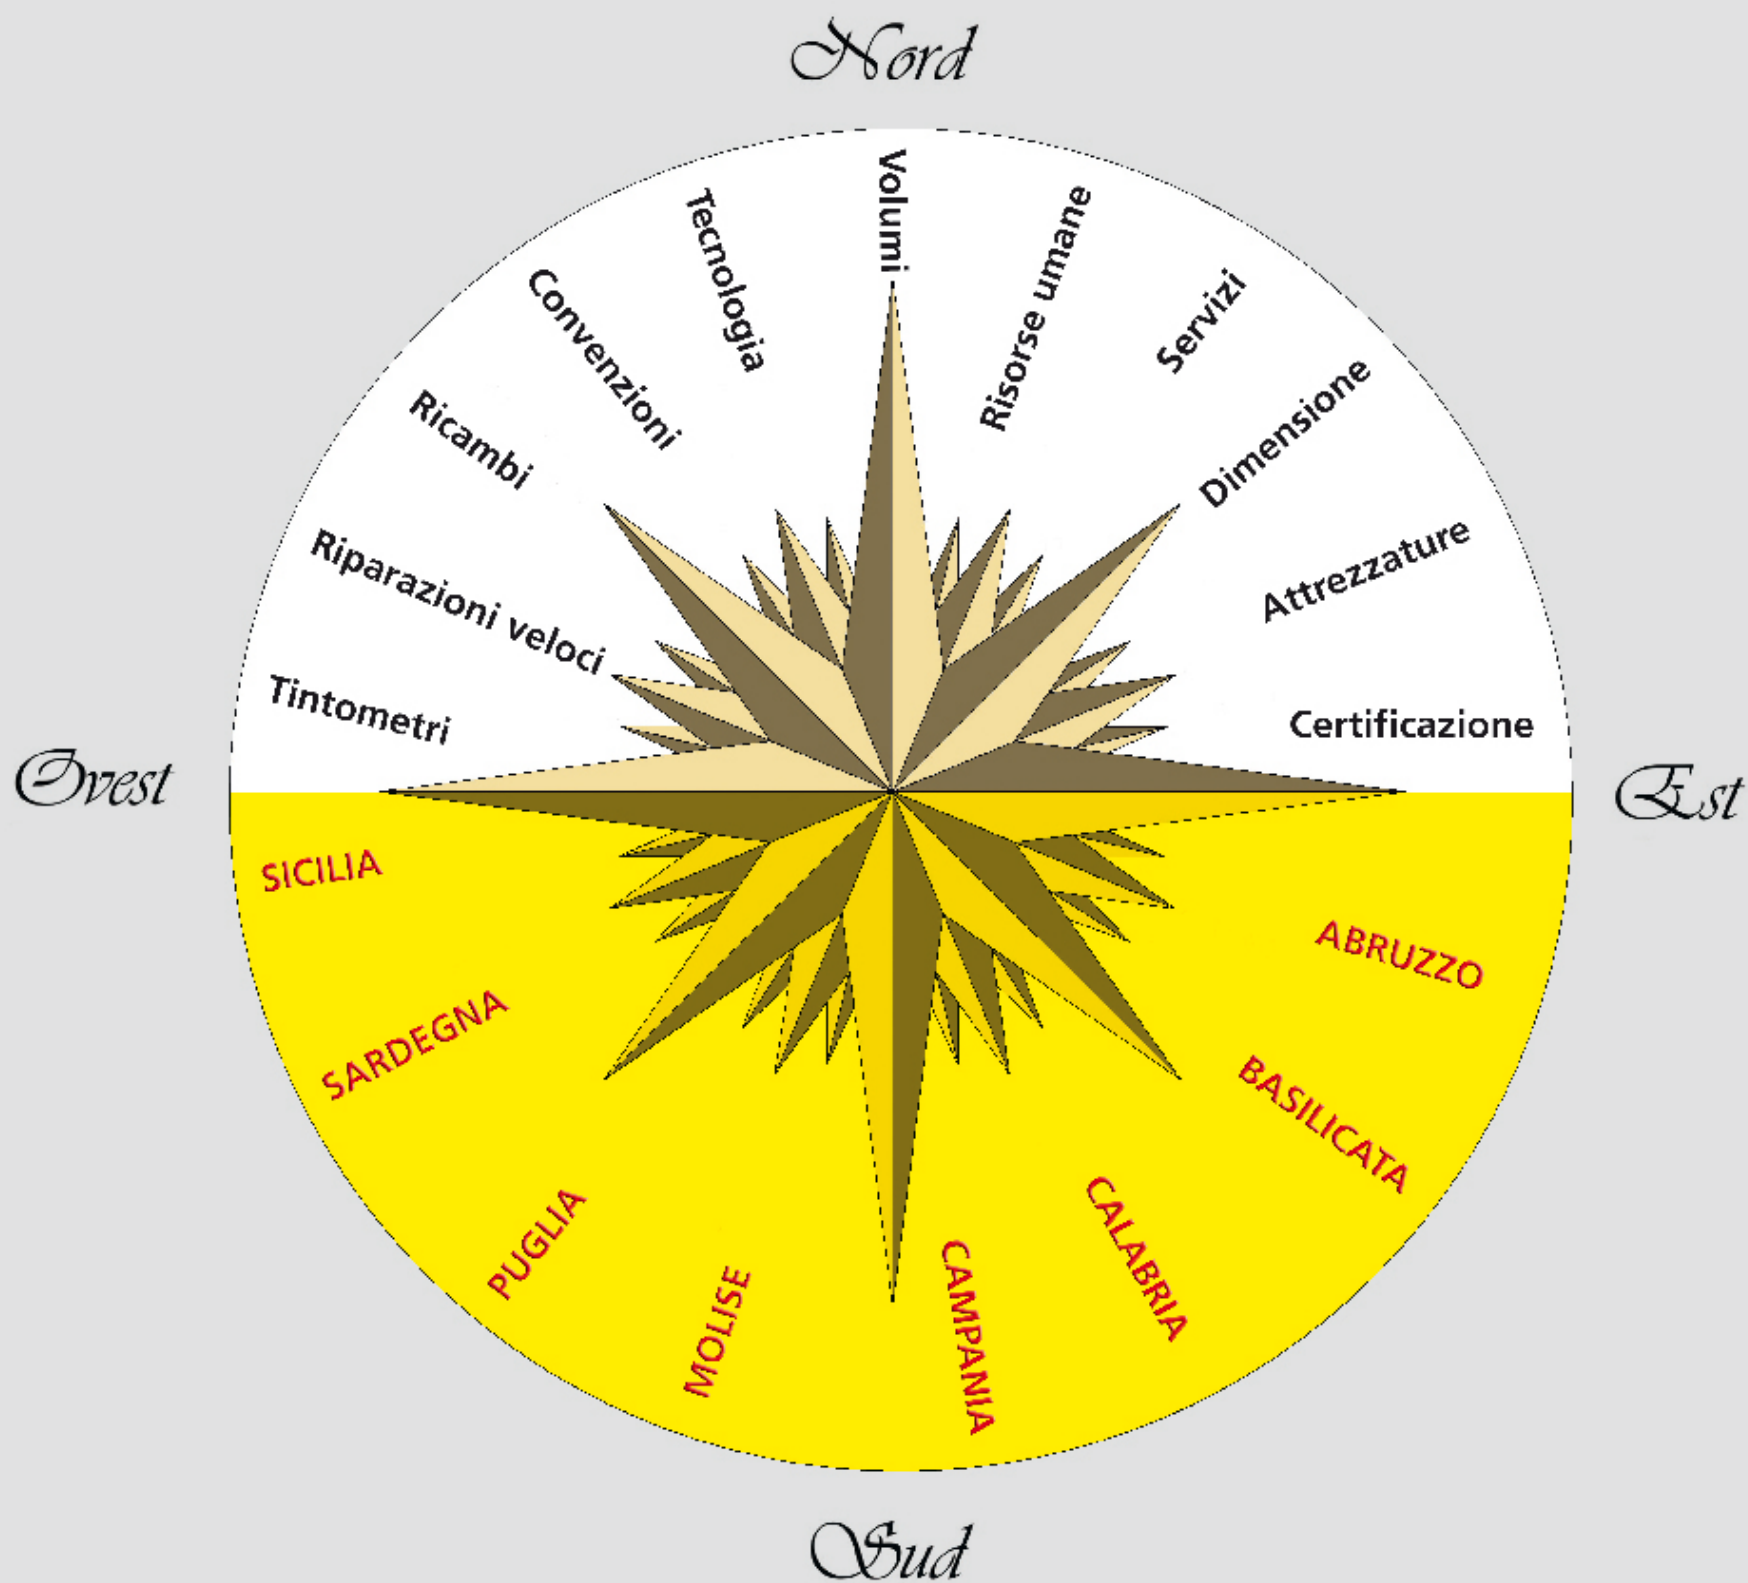 Nord
Volumi
Risorse umane
Servizi
Dimensione
Attrezzature
Certificazione
Tecnologia
Convenzioni
Ricambi
Riparazioni veloci
Tintometri
Ovest
Est
SICILIA
SARDEGNA
PUGLIA
MOLISE
CAMPANIA
CALABRIA
BASILICATA
ABRUZZO
Sud